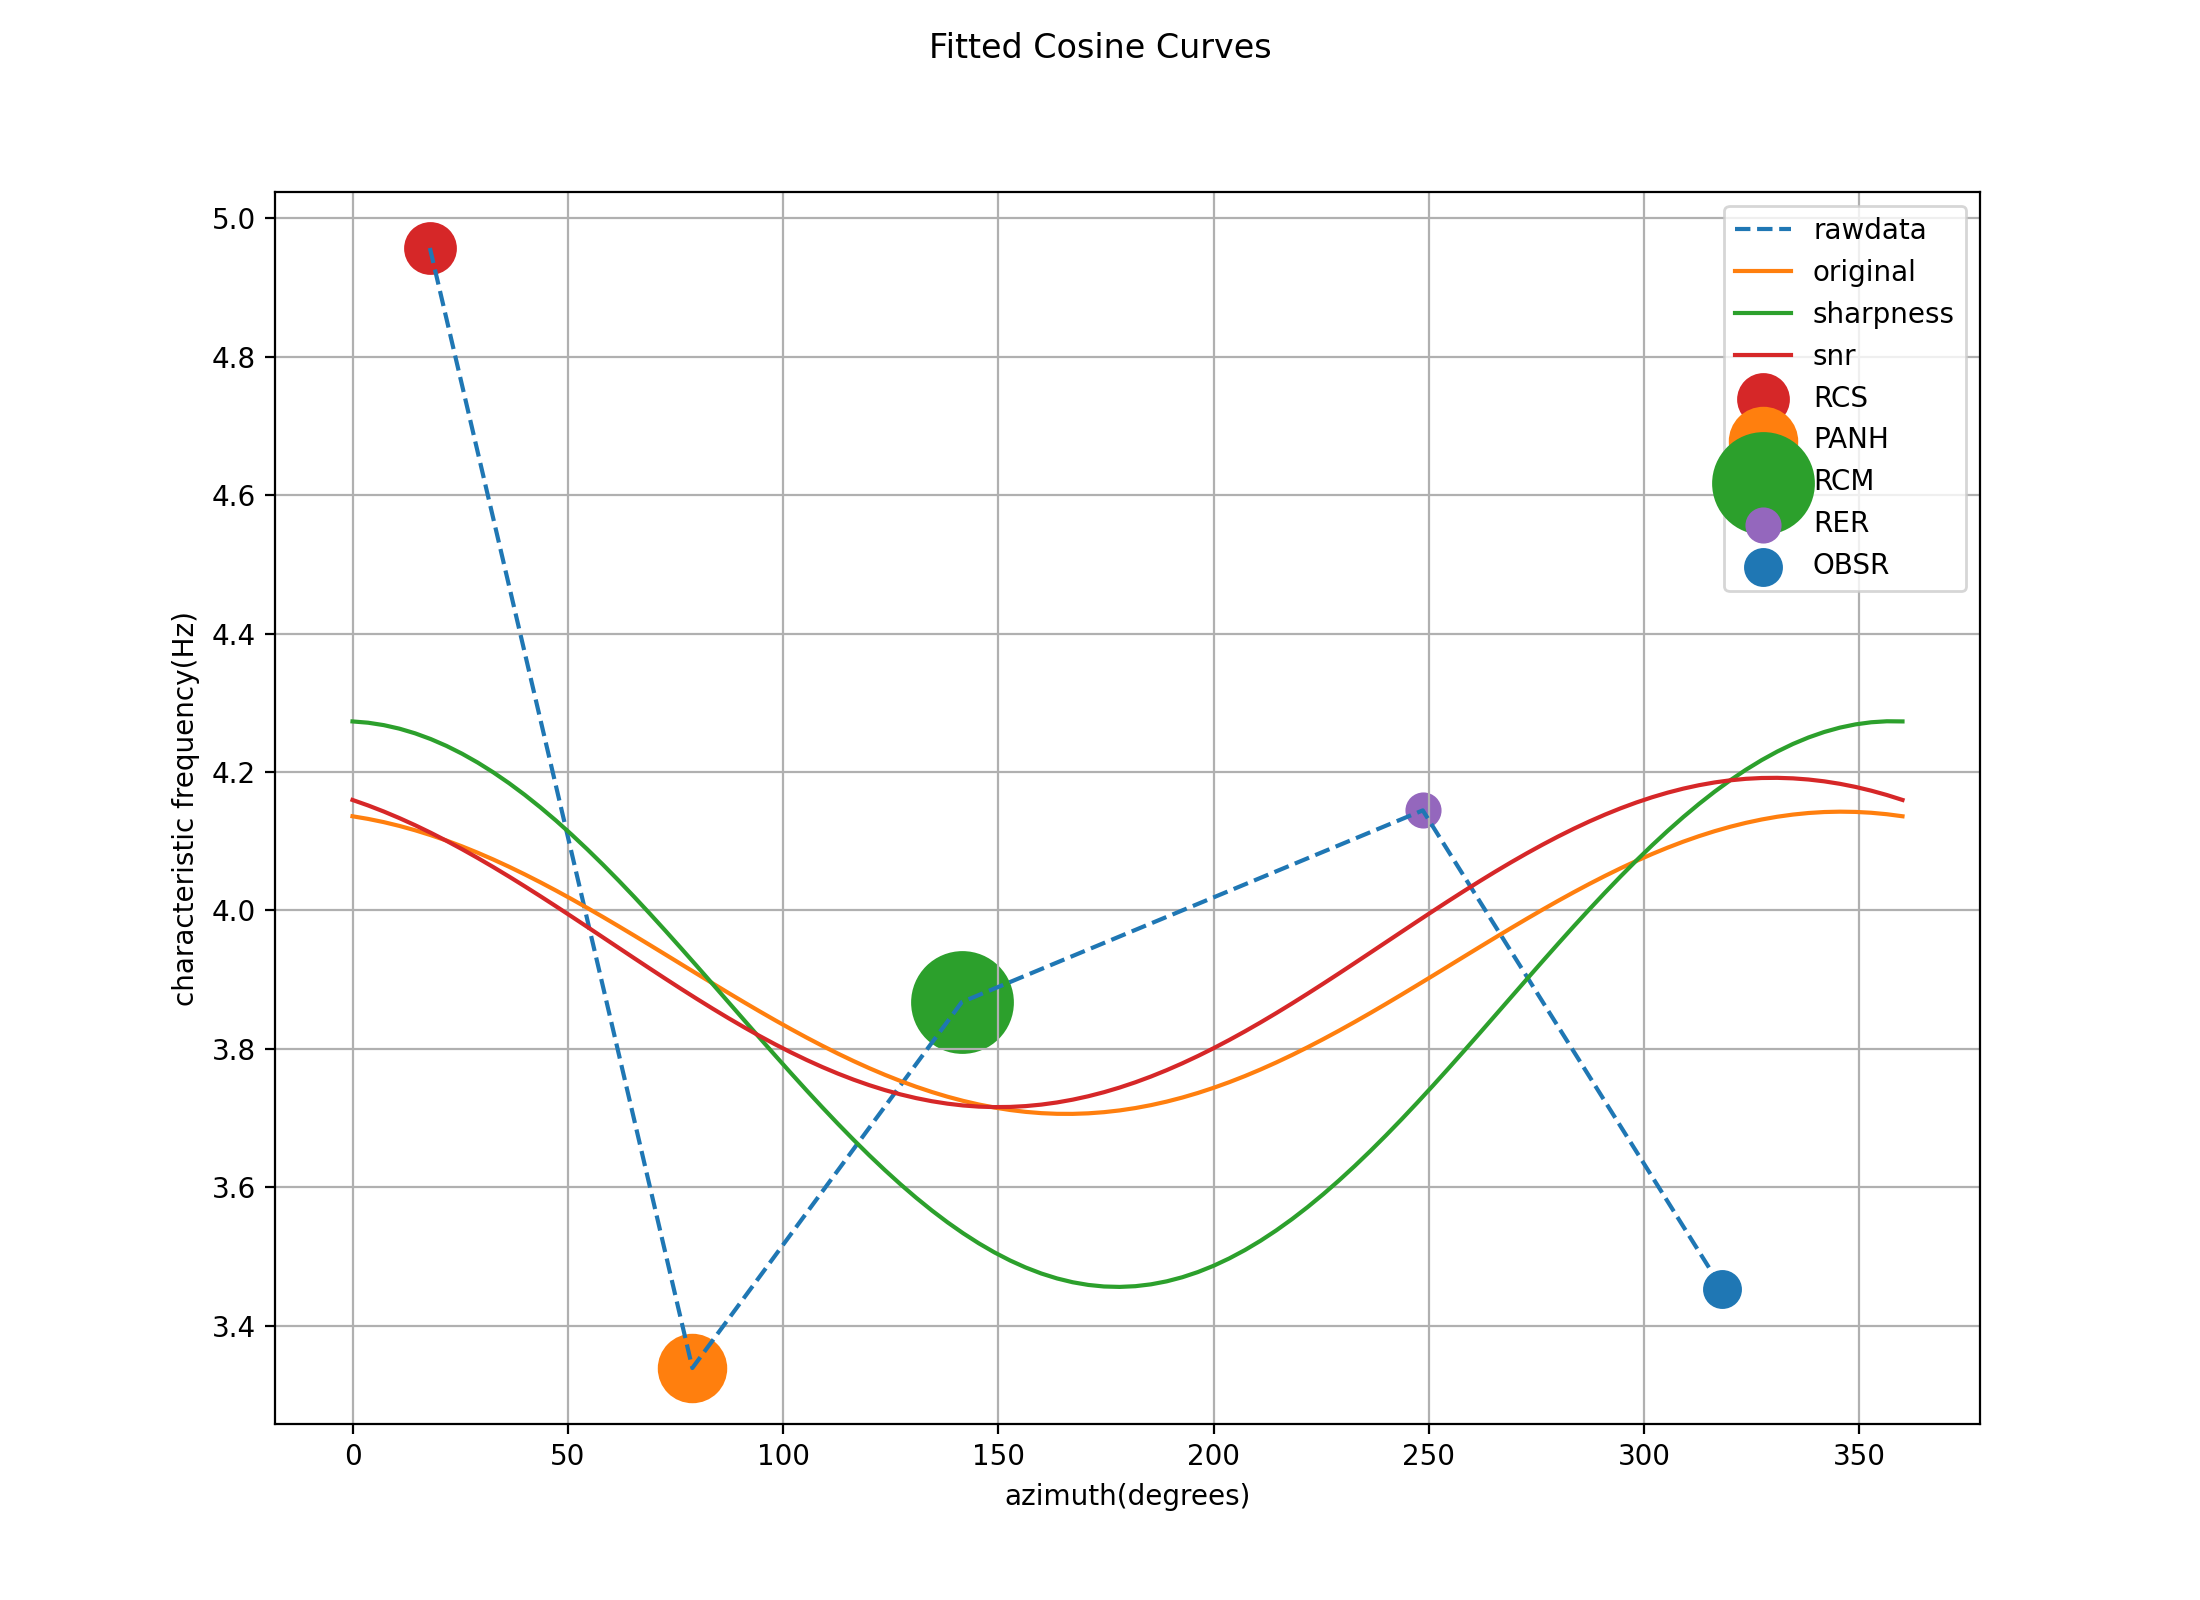 Fitted Cosine Curves
5.0
4.8
4.6
4.4
4.2
4.0
3.8
3.6
3.4
characteristic frequency(Hz)
rawdata
original
sharpness
snr
RCS
PANH
RCM
RER
OBSR
0 50 100 150 200 250 300 350
azimuth(degrees)